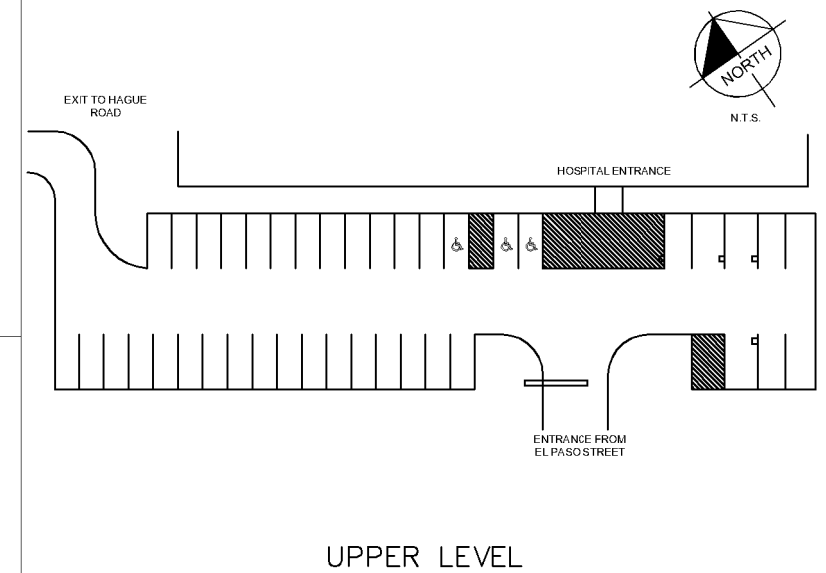 NORTH
N.T.S.
EXIT TO HAGUE
ROAD
HOSPITAL ENTRANCE
ENTRANCE FROM
EL PASO STREET
UPPER LEVEL